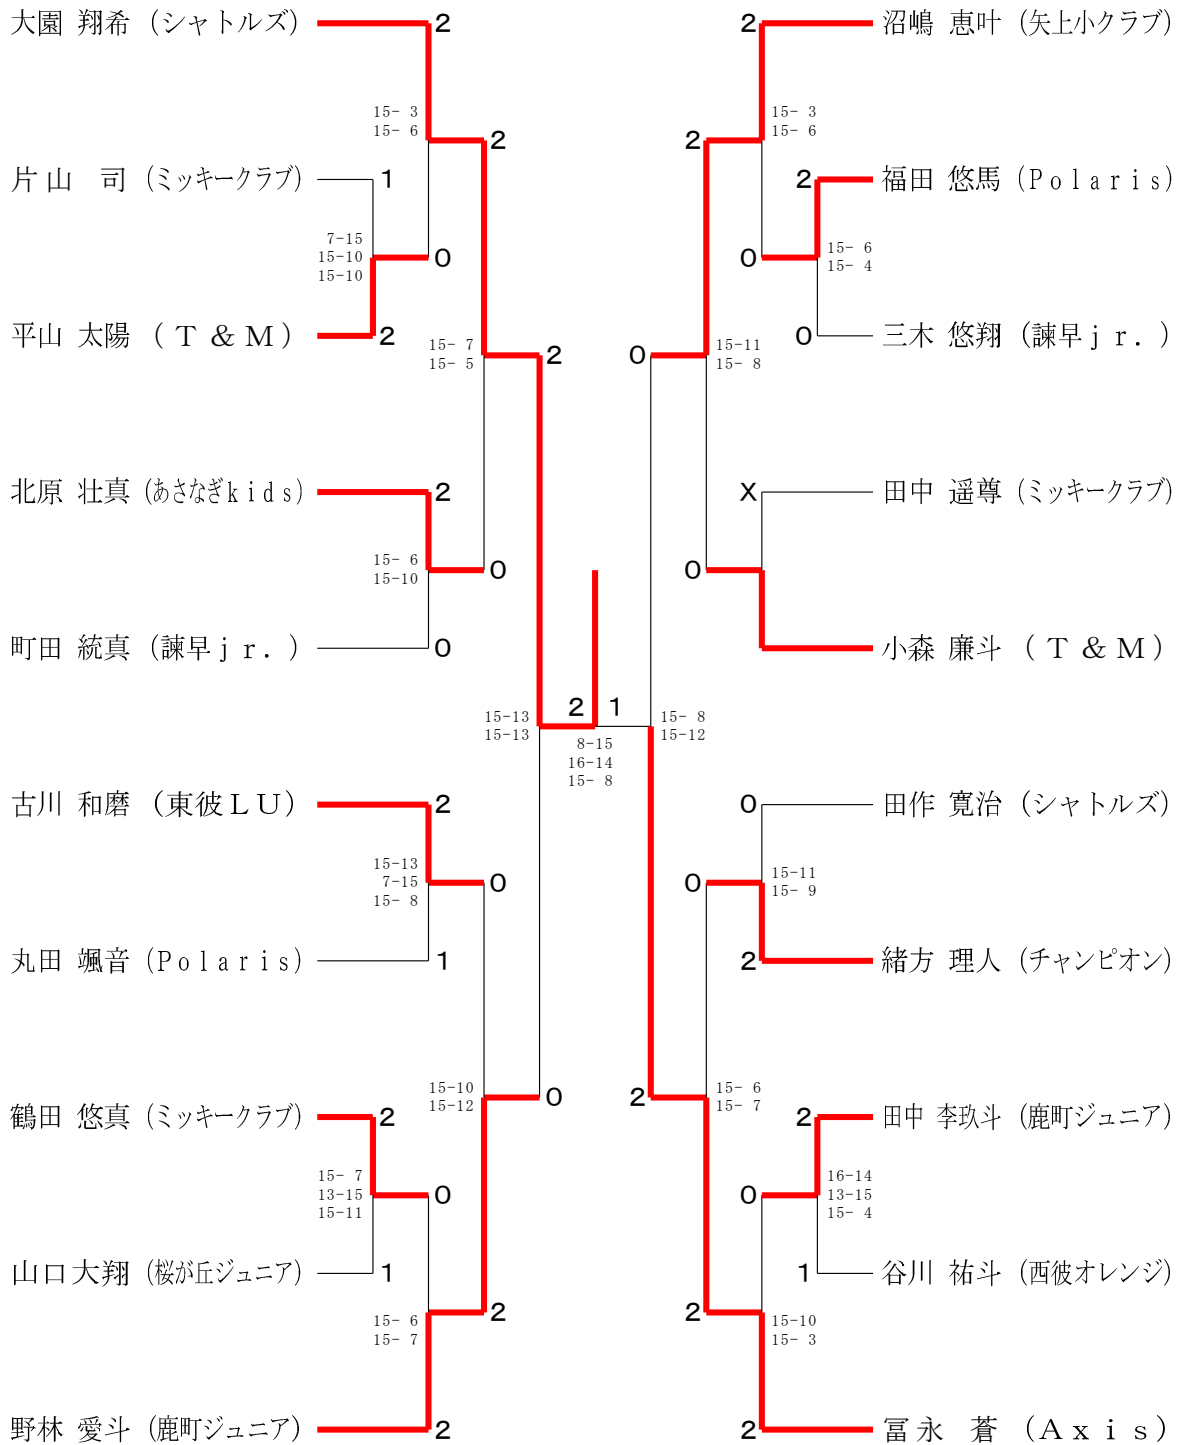 大園 翔希 (シャトルズ) 2 2 沼嶋 恵叶 (矢上小クラブ)
15- 3 15- 3
15- 6 2 2 15- 6
片山 司 (ミッキークラブ) 1 2 福田 悠馬 (Polaris)
7-15 15- 6
15-10 0 0 15- 4
15-10
平山 太陽 (T&M) 2 0 三木 悠翔 (諫早jr.)
15- 7 2 0 15-11
15- 5 15- 8
北原 壮真 (あさなぎkids) 2 X 田中 遥尊 (ミッキークラブ)
15- 6 0 0
15-10
町田 統真 (諫早jr.) 0 小森 廉斗 (T&M)
15-13 2 1 15- 8
15-13 15-12
8-15
16-14
15- 8
古川 和磨 (東彼LU) 2 0 田作 寛治 (シャトルズ)
15-13 15-11
7-15 0 0 15- 9
15- 8
丸田 颯音 (Polaris) 1 2 緒方 理人 (チャンピオン)
15-10 0 2 15- 6
15-12 15- 7
鶴田 悠真 (ミッキークラブ) 2 2 田中 李玖斗 (鹿町ジュニア)
15- 7 16-14
13-15 0 0 13-15
15-11 15- 4
山口大翔 (桜が丘ジュニア) 1 1 谷川 祐斗 (西彼オレンジ)
15- 6 2 2 15-10
15- 7 15- 3
野林 愛斗 (鹿町ジュニア) 2 2 冨永 蒼 (Axis)